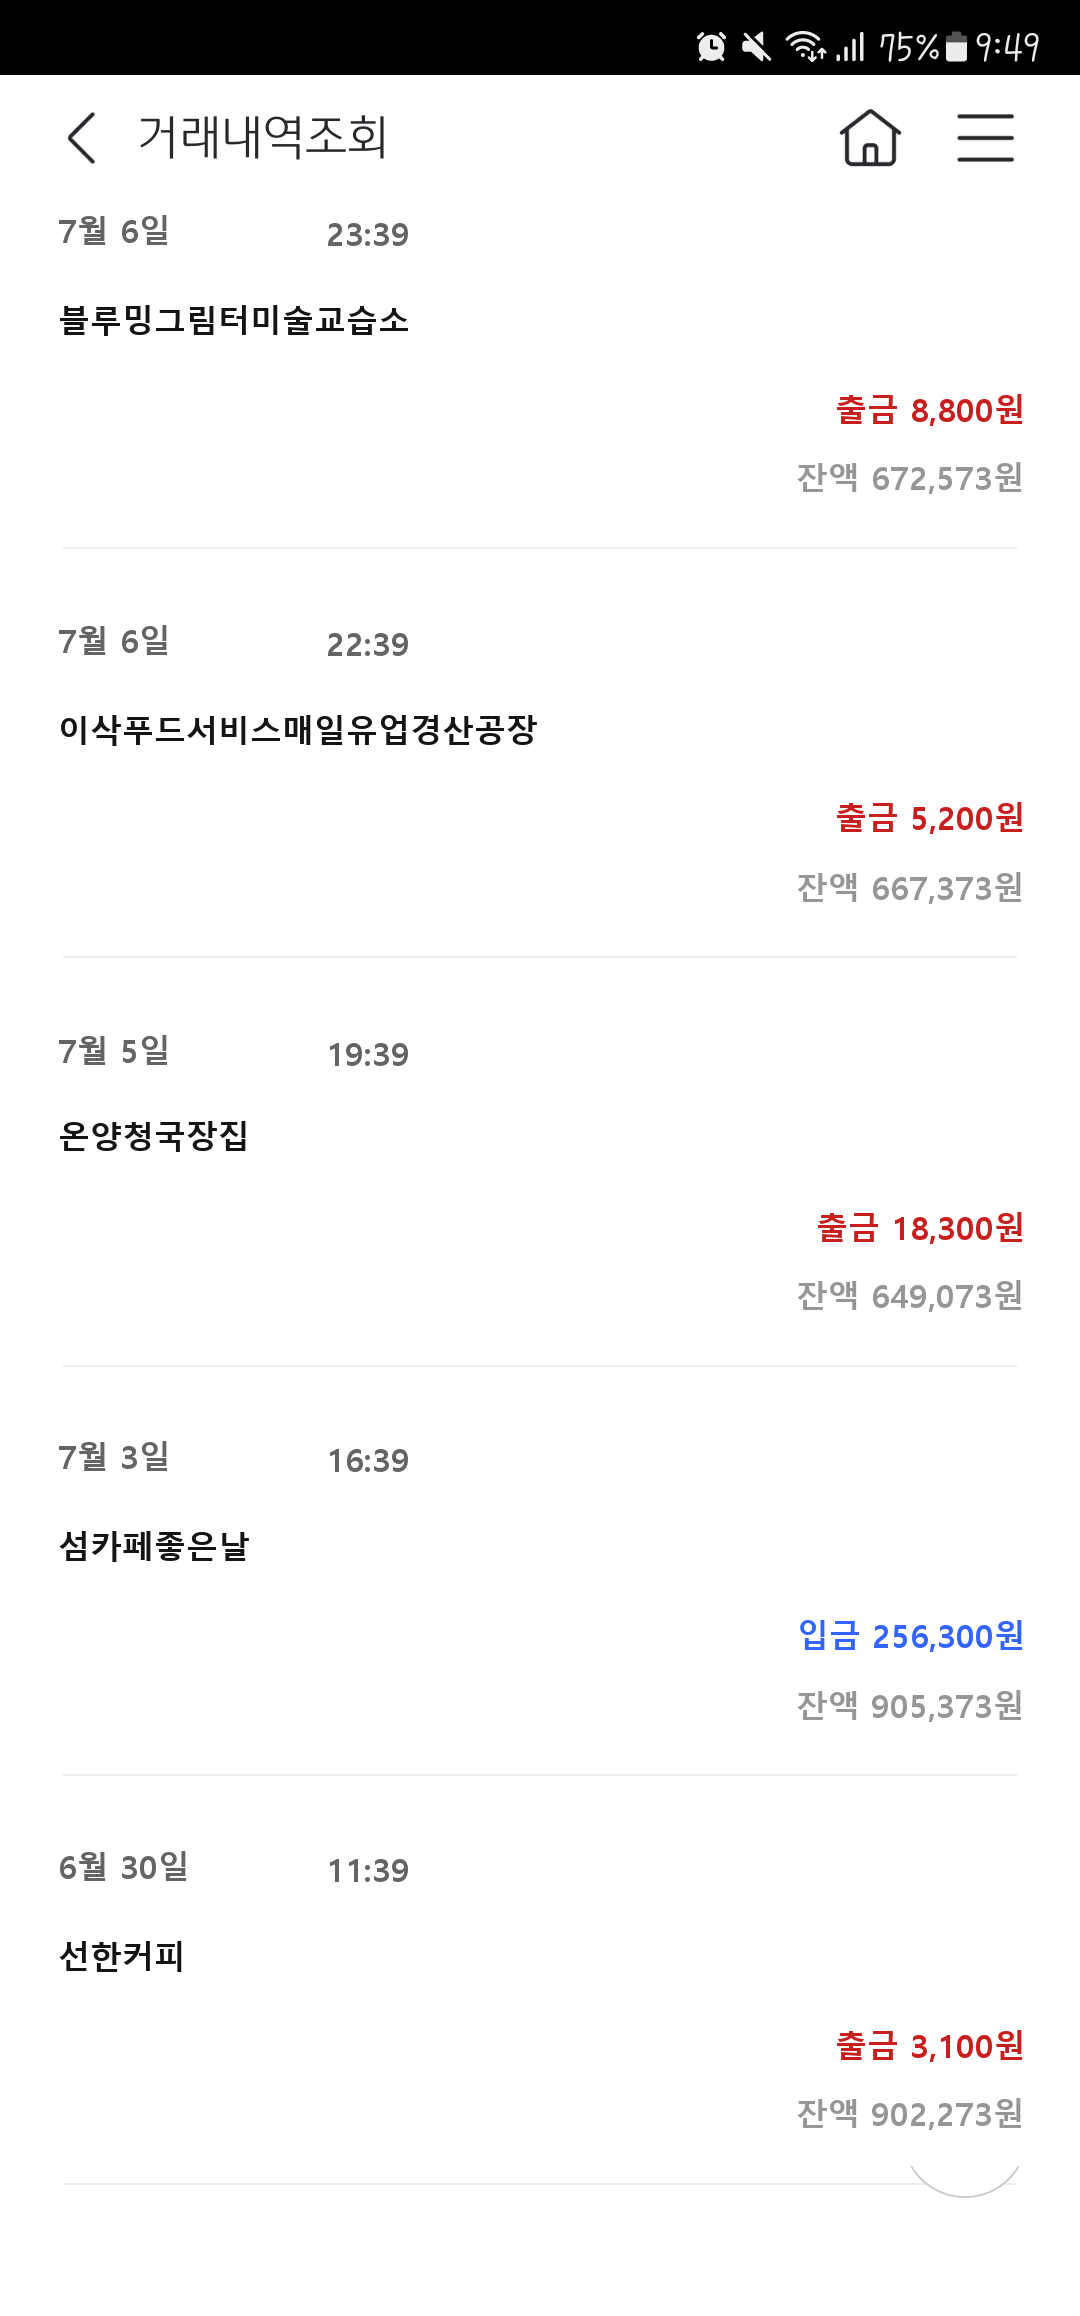 75% 9:49
거래내역조회
7월 6일 23:39
블루밍그림터미술교습소
출금 8,800원
잔액 672,573원
7월 6일 22:39
이삭푸드서비스매일유업경산공장
출금 5,200원
잔액 667,373원
7월 5일 19:39
온양청국장집
출금 18,300원
잔액 649,073원
7월 3일 16:39
섬카페좋은날
입금 256,300원
잔액 905,373원
6월 30일 11:39
선한커피
출금 3,100원
잔액 902,273원